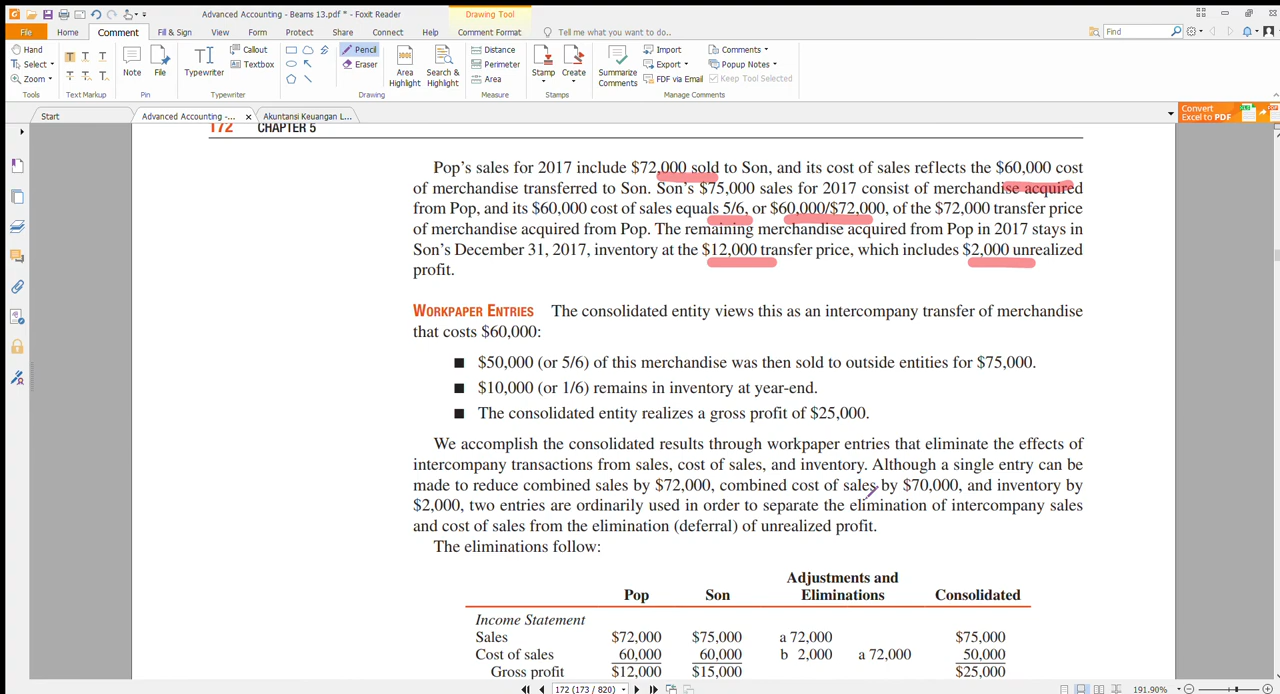 Advanced Accounting - Beams 13.pdf * - Foxit Reader
Drawing Tool
File Home Comment Fill & Sign View Form Protect Share Connect Help Comment Format Tell me what you want to do.. Find
Hand
Select
Zoom
Tools
Text Markup
Note
File
Pin
Typewriter
Callout
Textbox
Typewriter
Pencil
Eraser
Drawing
Area Highlight
Search & Highlight
Distance
Perimeter
Area
Measure
Stamp
Create
Stamps
Summarize Comments
Import
Export
FDF via Email
Comments
Popup Notes
Keep Tool Selected
Manage Comments
Start
Advanced Accounting -...
Akuntansi Keuangan L...
Convert
Excel to PDF
172 CHAPTER 5
Pop's sales for 2017 include $72,000 sold to Son, and its cost of sales reflects the $60,000 cost
of merchandise transferred to Son. Son's $75,000 sales for 2017 consist of merchandise acquired
from Pop, and its $60,000 cost of sales equals 5/6, or $60,000/$72,000, of the $72,000 transfer price
of merchandise acquired from Pop. The remaining merchandise acquired from Pop in 2017 stays in
Son's December 31, 2017, inventory at the $12,000 transfer price, which includes $2,000 unrealized
profit.
WORKPAPER ENTRIES The consolidated entity views this as an intercompany transfer of merchandise
that costs $60,000:
■ $50,000 (or 5/6) of this merchandise was then sold to outside entities for $75,000.
■ $10,000 (or 1/6) remains in inventory at year-end.
■ The consolidated entity realizes a gross profit of $25,000.
We accomplish the consolidated results through workpaper entries that eliminate the effects of
intercompany transactions from sales, cost of sales, and inventory. Although a single entry can be
made to reduce combined sales by $72,000, combined cost of sales by $70,000, and inventory by
$2,000, two entries are ordinarily used in order to separate the elimination of intercompany sales
and cost of sales from the elimination (deferral) of unrealized profit.
The eliminations follow:
Adjustments and
Pop Son Eliminations Consolidated
Income Statement
Sales $72,000 $75,000 a 72,000 $75,000
Cost of sales 60,000 60,000 b 2,000 a 72,000 50,000
Gross profit $12,000 $15,000 $25,000
172 (173 / 820)
191.90%